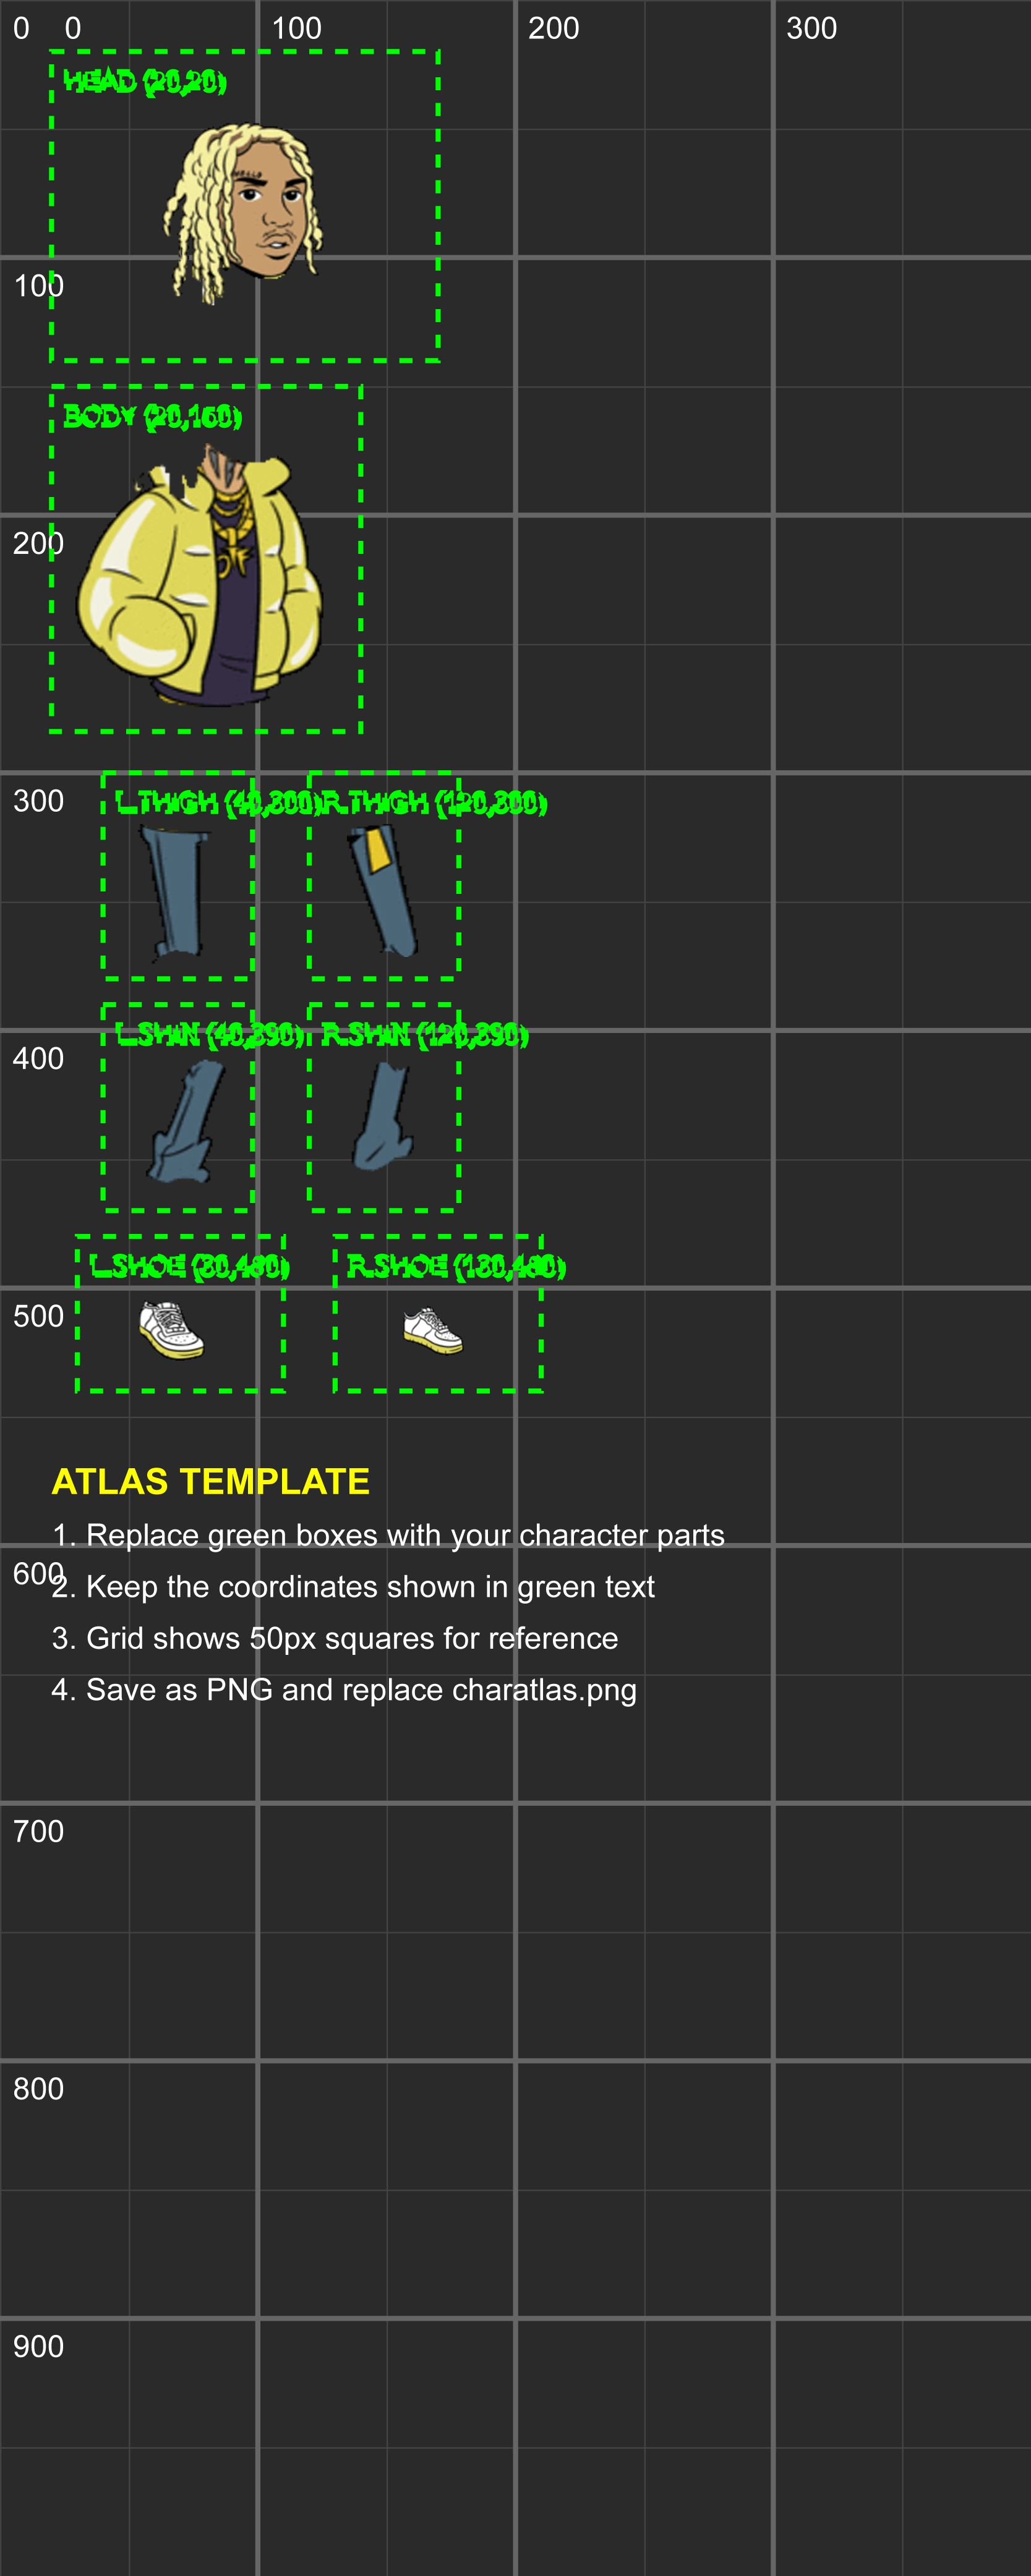 0 0 100 200 300
HEAD (20,20)
100
BODY (20,150)
200
300
L.THIGH (40,300) R.THIGH (120,300)
L.SHIN (40,390) R.SHIN (120,390)
400
L.SHOE (30,480) R.SHOE (130,480)
500
ATLAS TEMPLATE
1. Replace green boxes with your character parts
600
2. Keep the coordinates shown in green text
3. Grid shows 50px squares for reference
4. Save as PNG and replace charatlas.png
700
800
900